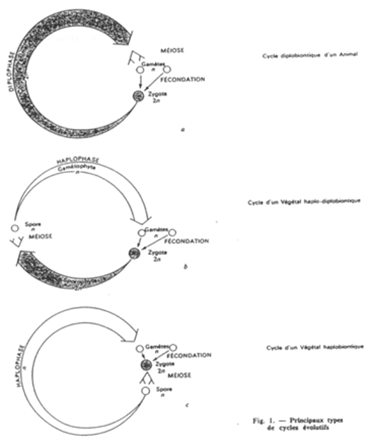 MÉIOSE
Gamètes
n
DIPLOPHASE
FÉCONDATION
Zygote
2n
a
Cycle diplobiontique d'un Animal
HAPLOPHASE
Gamétophyte
n
Spore
n
MÉIOSE
Gamètes
n
FÉCONDATION
Zygote
2n
b
Cycle d'un Végétal haplo-diplobiontique
HAPLOPHASE
n
Gamètes
n
FÉCONDATION
Zygote
2n
MÉIOSE
Spore
n
c
Cycle d'un Végétal haplobiontique
Fig. 1. — Principaux types
de cycles évolutifs